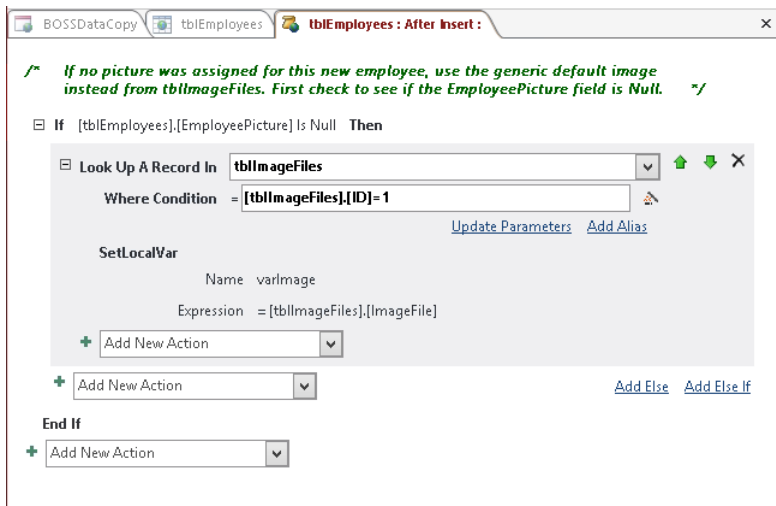 BOSSDataCopy tblEmployees tblEmployees : After Insert :
/* If no picture was assigned for this new employee, use the generic default image
instead from tblImageFiles. First check to see if the EmployeePicture field is Null. */
If [tblEmployees].[EmployeePicture] Is Null Then
Look Up A Record In tblImageFiles
Where Condition = [tblImageFiles].[ID]=1
Update Parameters Add Alias
SetLocalVar
Name varImage
Expression = [tblImageFiles].[ImageFile]
Add New Action
Add New Action Add Else Add Else If
End If
Add New Action